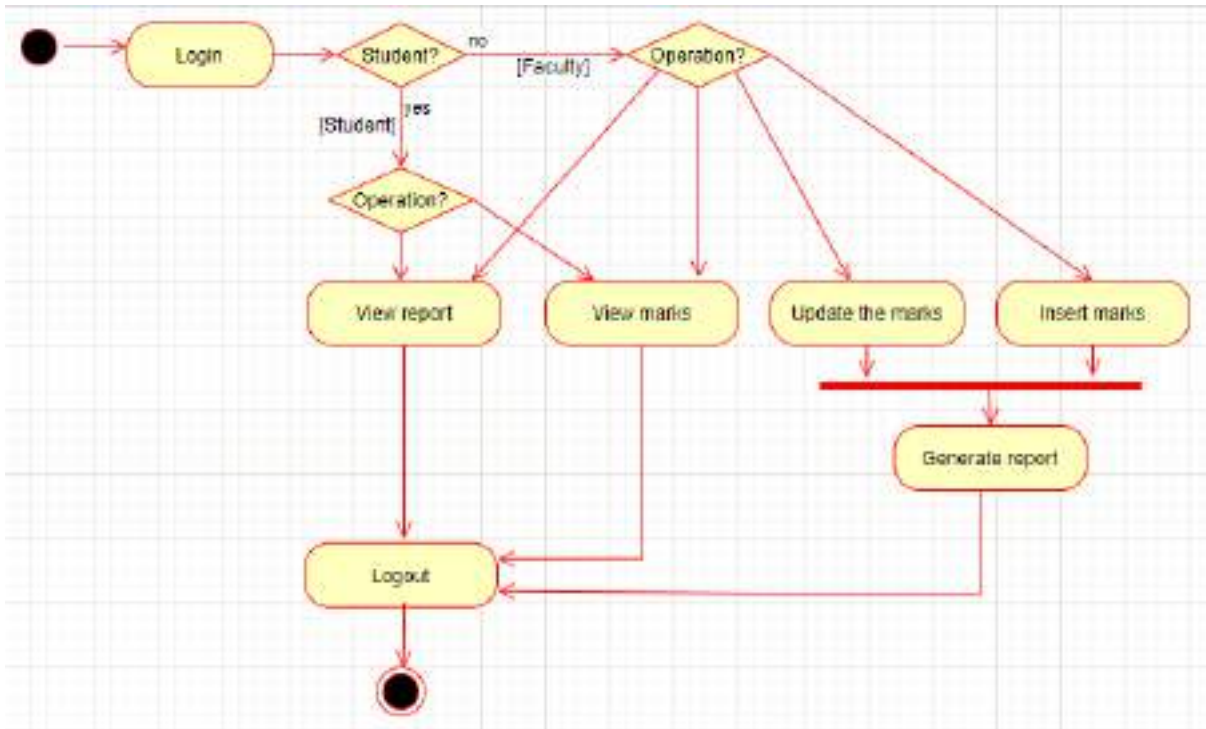 Login
Student?
no
[Faculty]
Operation?
yes
[Student]
Operation?
View report
View marks
Update the marks
Insert marks
Generate report
Logout